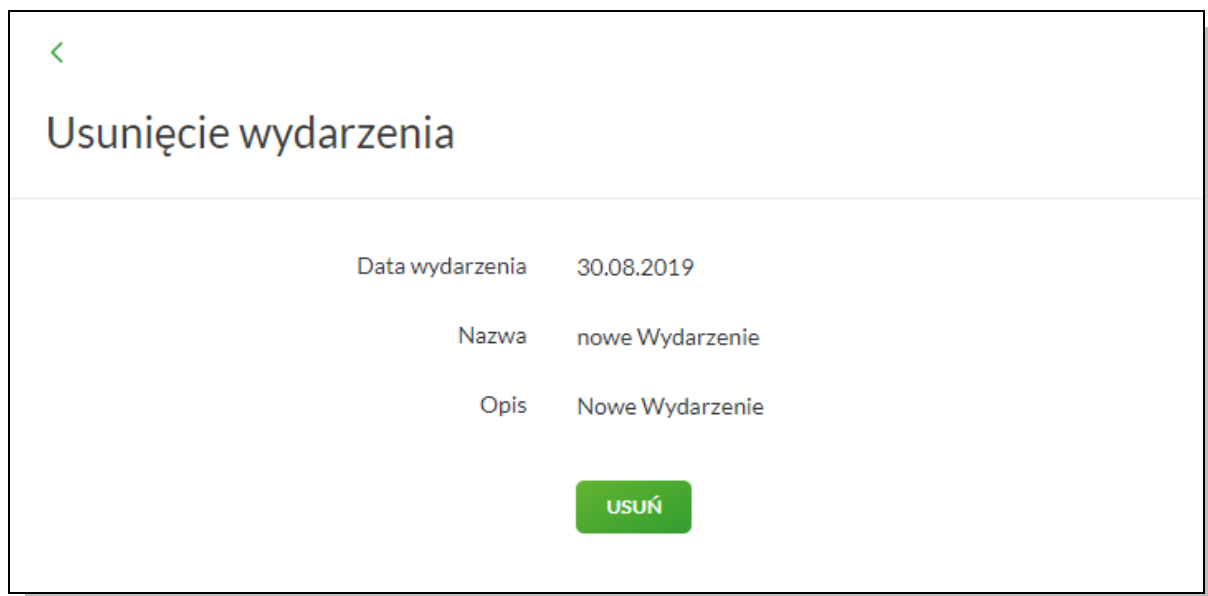 Usunięcie wydarzenia
Data wydarzenia 30.08.2019
Nazwa nowe Wydarzenie
Opis Nowe Wydarzenie
USUŃ